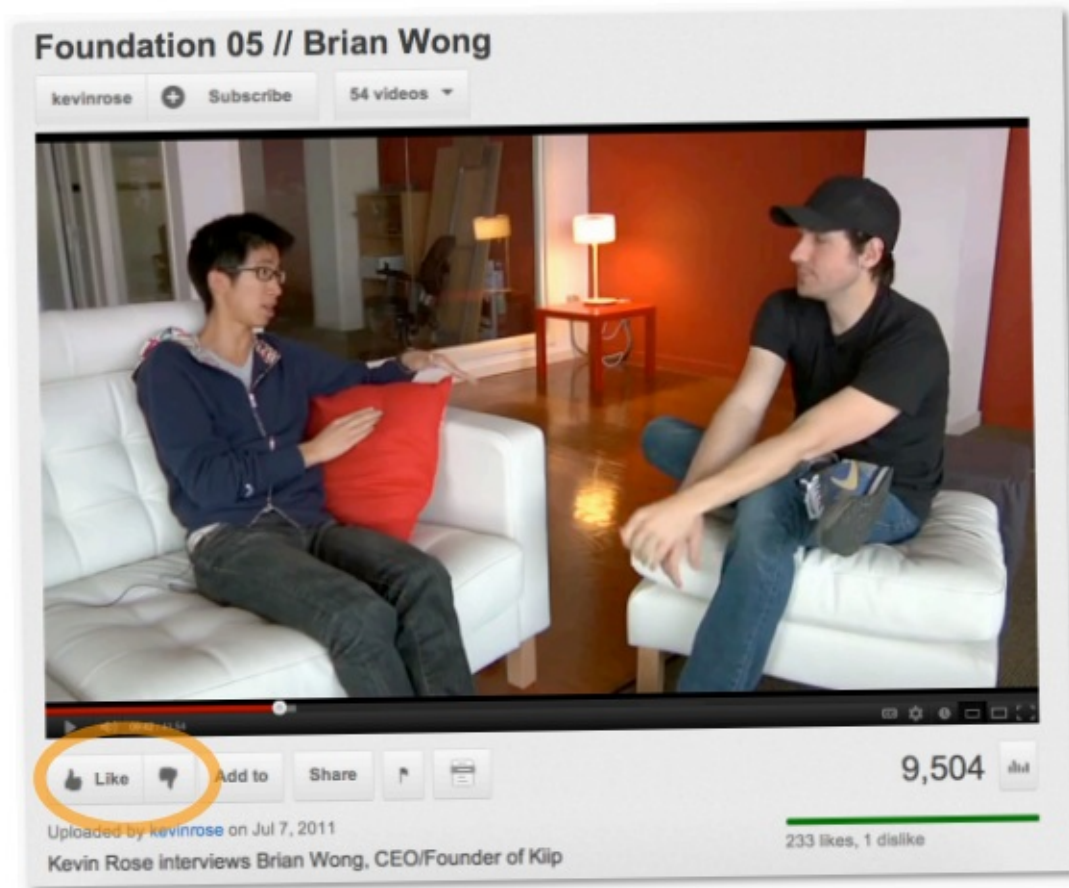 Foundation 05 // Brian Wong
kevinrose Subscribe 54 videos
Like Add to Share 9,504
Uploaded by kevinrose on Jul 7, 2011
233 likes, 1 dislike
Kevin Rose interviews Brian Wong, CEO/Founder of Kiip